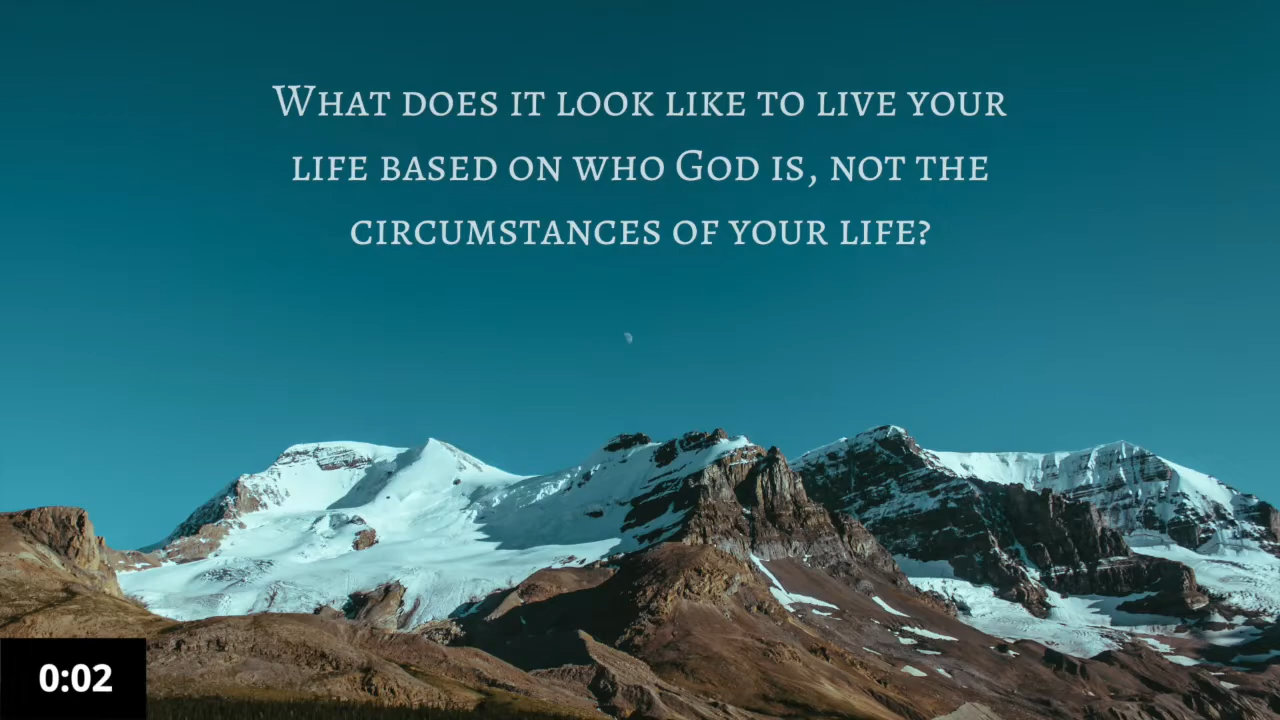 What does it look like to live your
life based on who God is, not the
circumstances of your life?
0:02